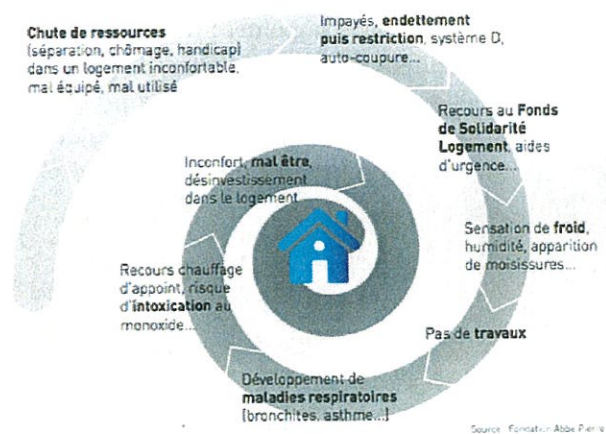 Chute de ressources
(séparation, chômage, handicap)
dans un logement inconfortable,
mal équipé, mal utilisé
Impayés, endettement
puis restriction, système D,
auto-coupure...
Recours au Fonds
de Solidarité
Logement, aides
d'urgence...
Sensation de froid,
humidité, apparition
de moisissures...
Pas de travaux
Développement de
maladies respiratoires
(bronchites, asthme...)
Recours chauffage
d'appoint, risque
d'intoxication au
monoxide...
Inconfort, mal être,
désinvestissement
dans le logement
Source : Fondation Abbé Pierre